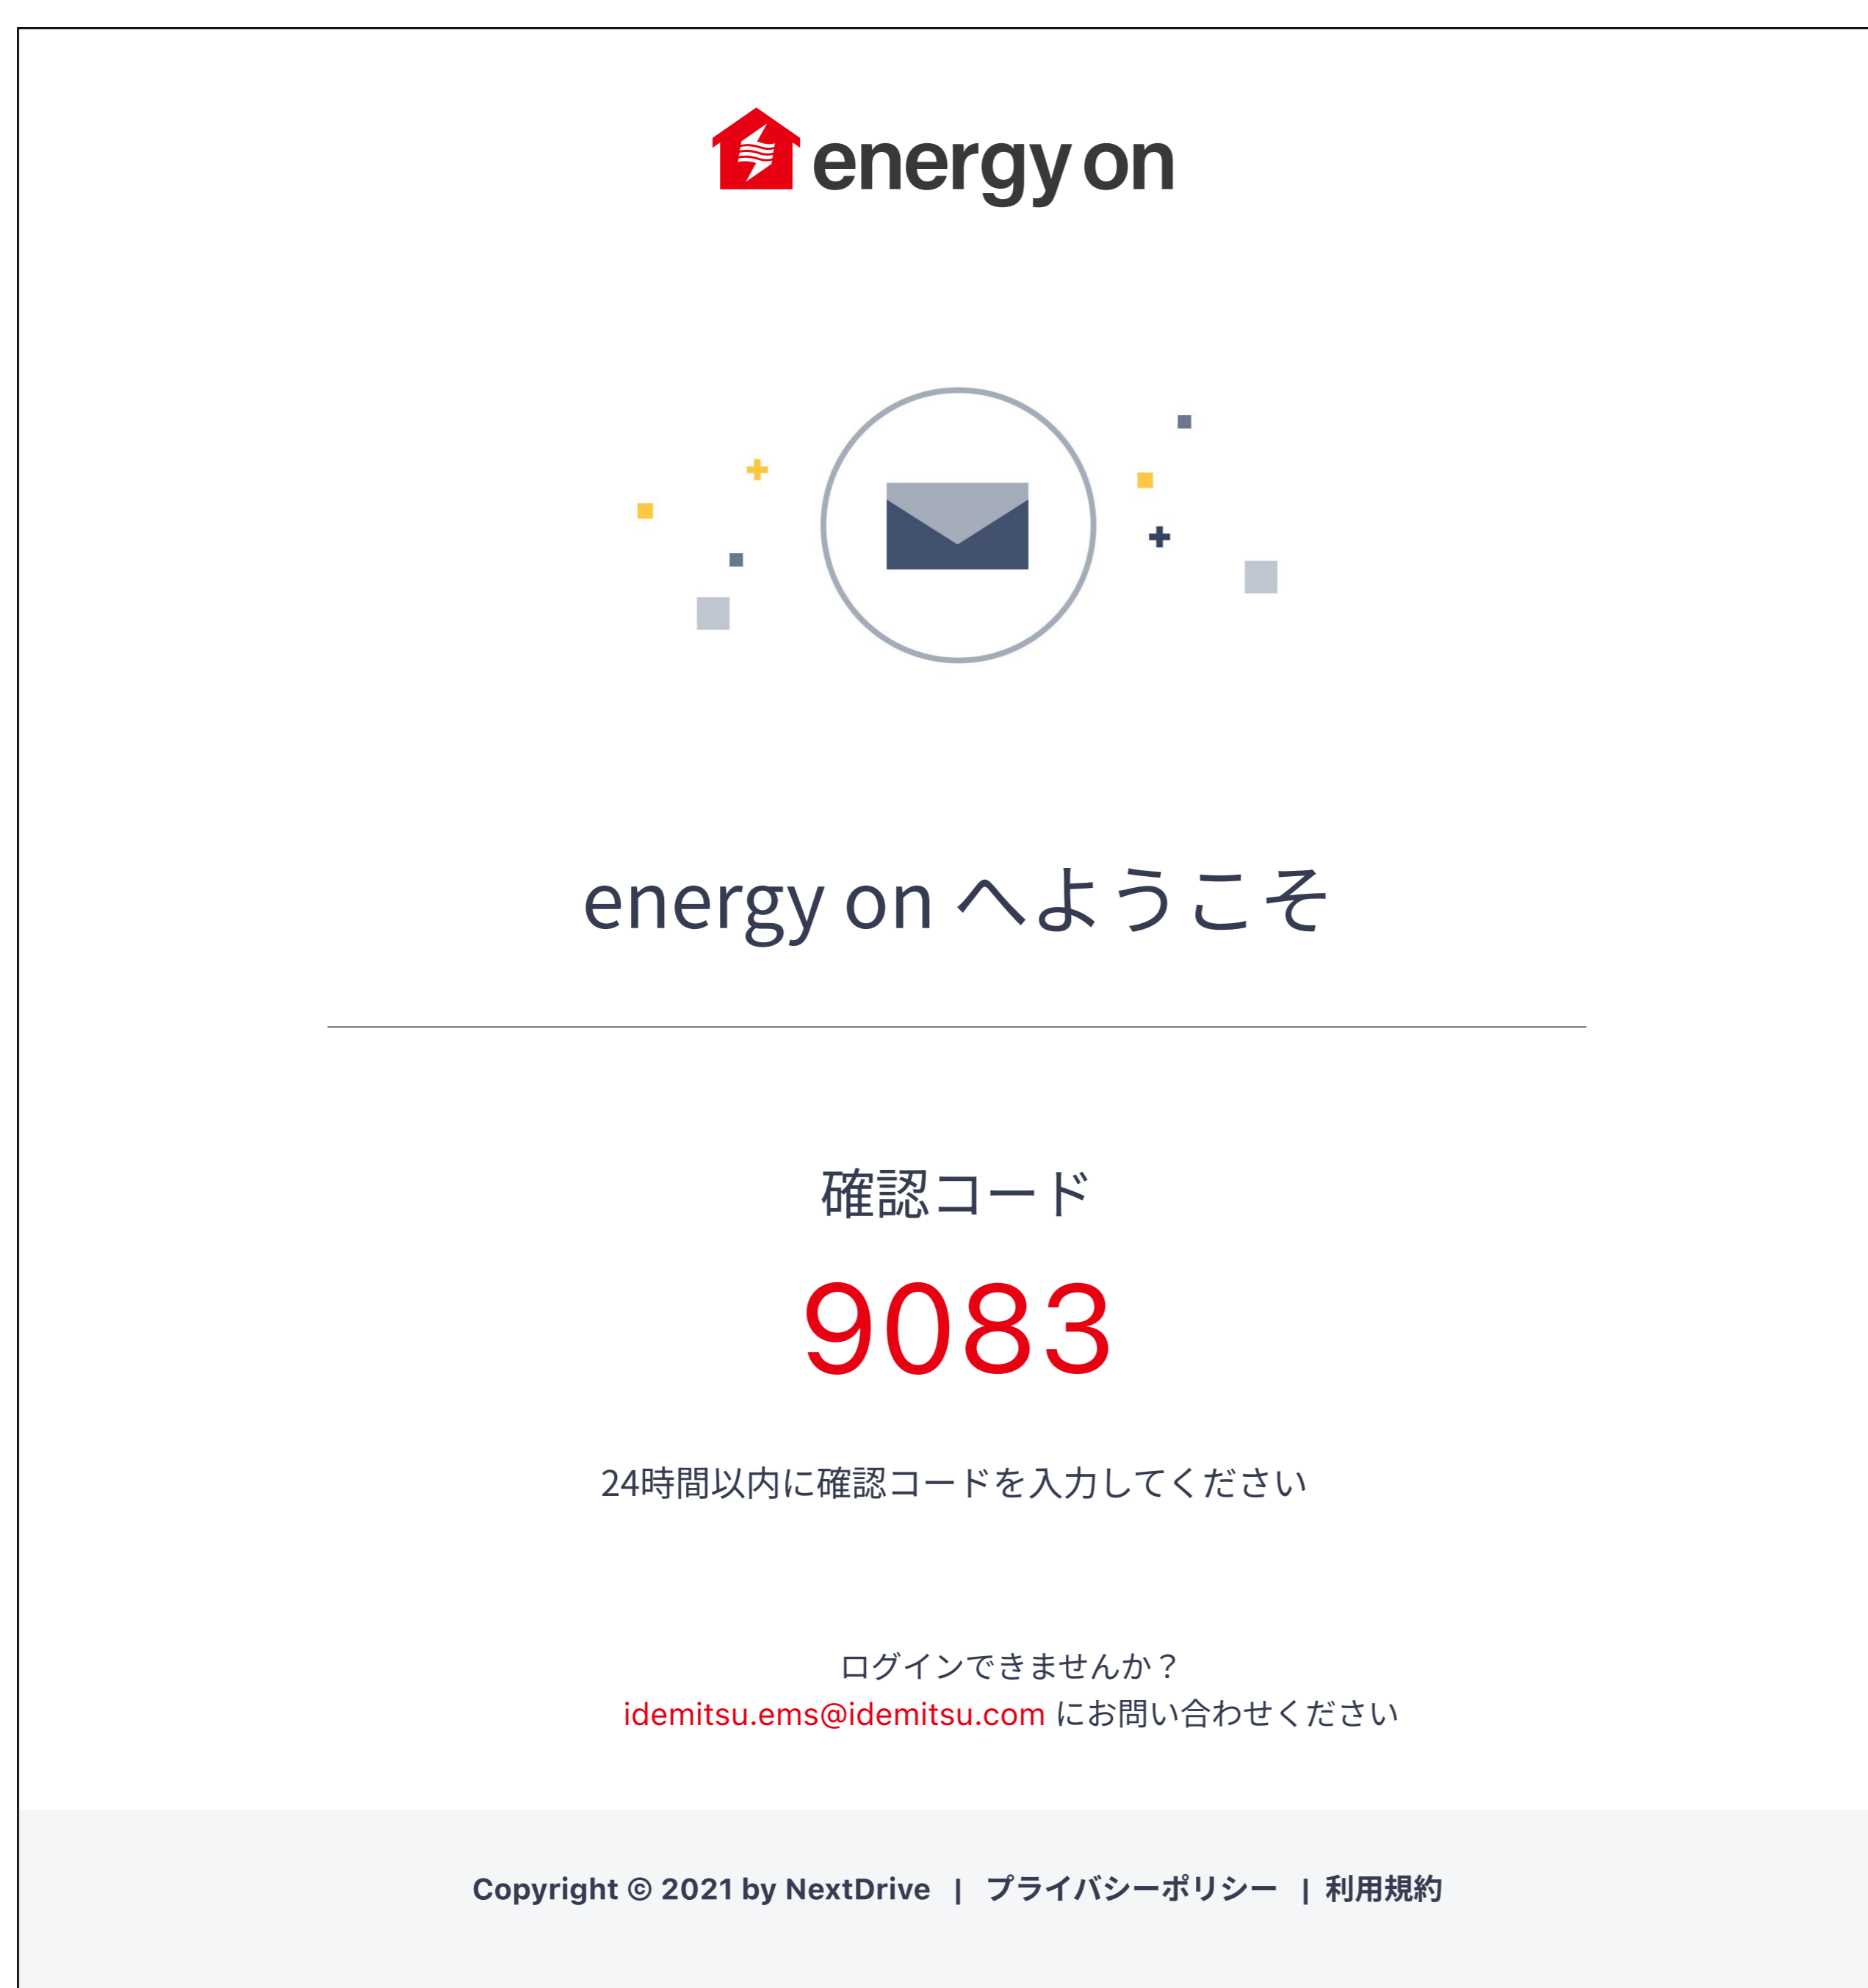 energy on
energy on へようこそ
確認コード
9083
24時間以内に確認コードを入力してください
ログインできませんか？
idemitsu.ems@idemitsu.com にお問い合わせください
Copyright © 2021 by NextDrive | プライバシーポリシー | 利用規約